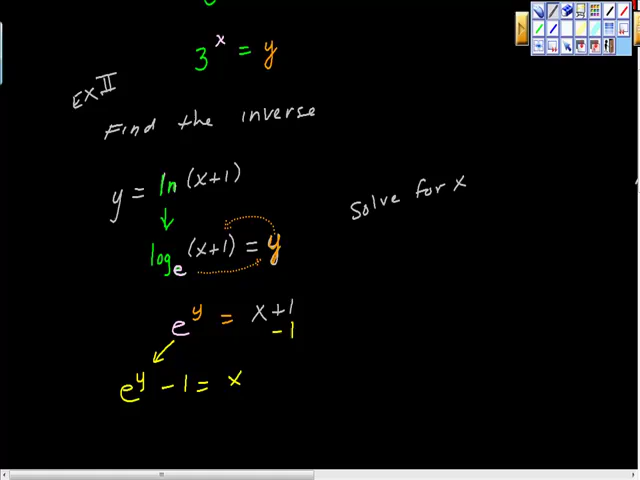 3^x = y
EX II
Find the inverse
y = ln (x+1)
Solve for x
log_e (x+1) = y
e^y = x+1
-1
e^y - 1 = x